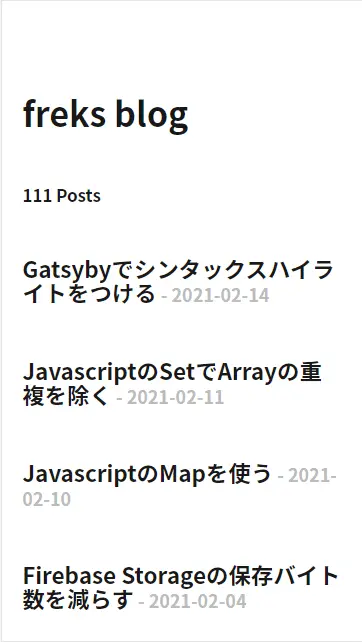 freks blog
111 Posts
Gatsybyでシンタックスハイラ
イトをつける - 2021-02-14
JavascriptのSetでArrayの重
複を除く - 2021-02-11
JavascriptのMapを使う - 2021-
02-10
Firebase Storageの保存バイト
数を減らす - 2021-02-04